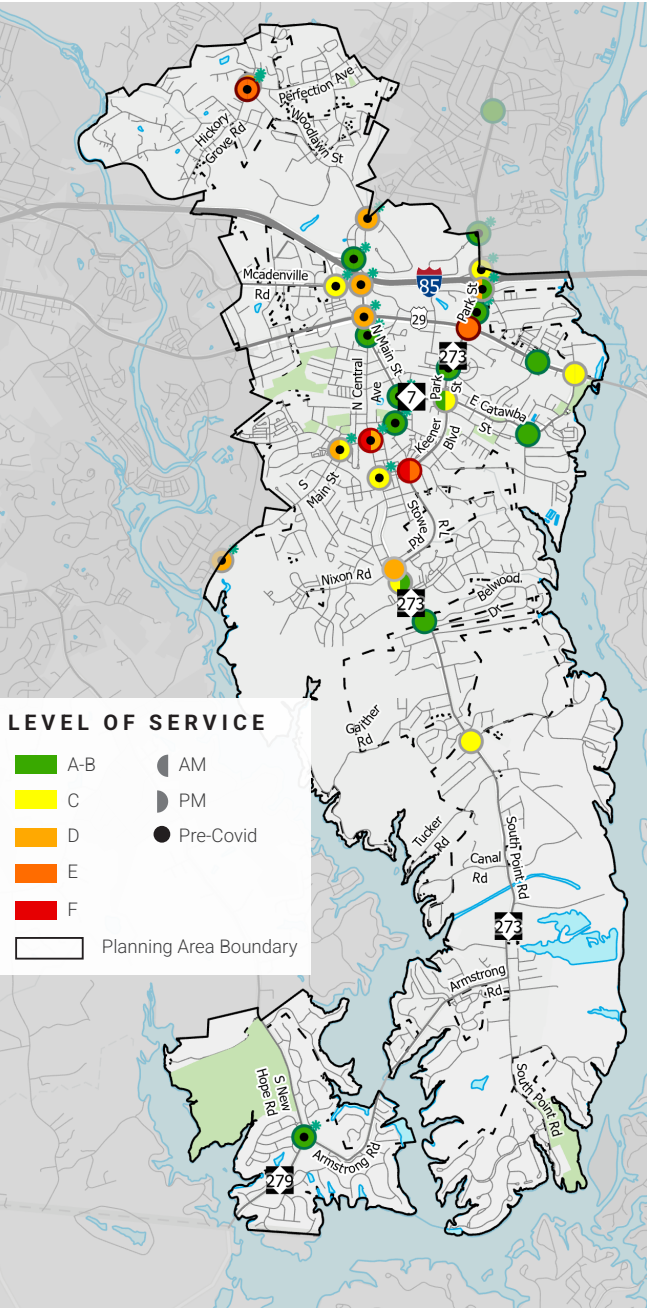 Perfection Ave
Hickory
Grove Rd
Woodlawn St
Mcadenville
Rd
85
29
Park St
N Main St
273
N Central
Ave
7
Park
St
E Catawba
St
Keener
Blvd
S
Main St
Stowe
Rd
R L
Nixon Rd
Belwood
Dr
273
LEVEL OF SERVICE
A-B
C
D
E
F
AM
PM
Pre-Covid
Planning Area Boundary
Gaither
Rd
Tucker
Rd
South Point Rd
Canal
Rd
273
Armstrong
Rd
South Point Rd
S New
Hope Rd
Armstrong Rd
279